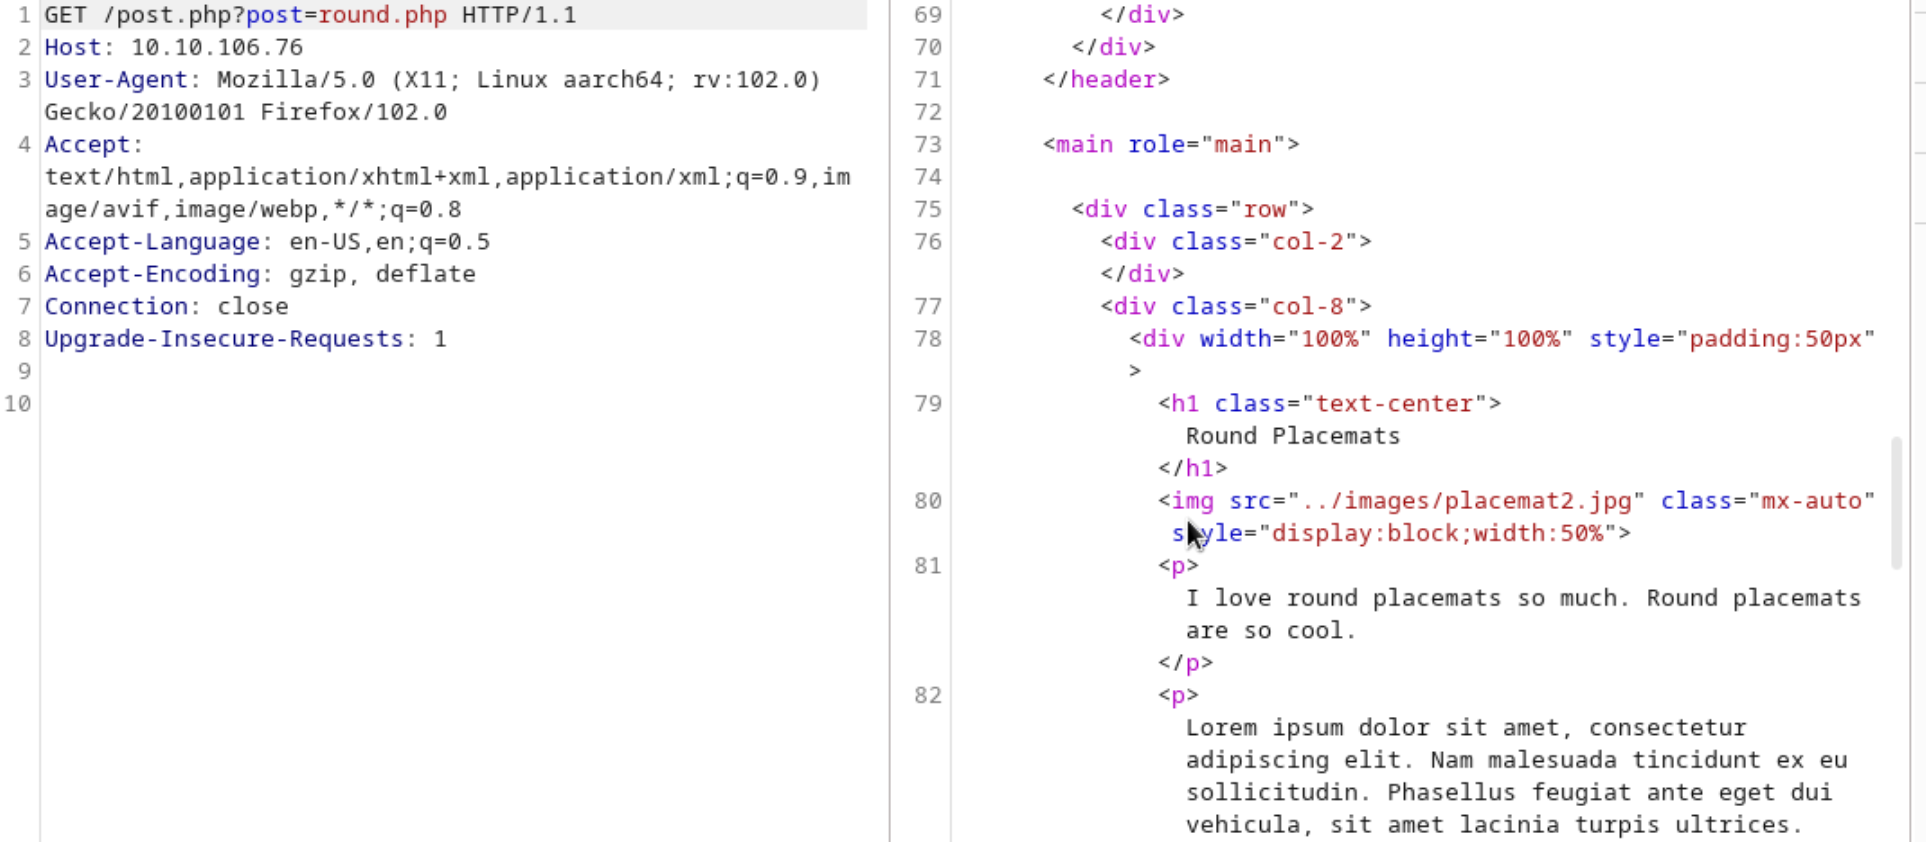 1 GET /post.php?post=round.php HTTP/1.1
2 Host: 10.10.106.76
3 User-Agent: Mozilla/5.0 (X11; Linux aarch64; rv:102.0)
Gecko/20100101 Firefox/102.0
4 Accept:
text/html,application/xhtml+xml,application/xml;q=0.9,im
age/avif,image/webp,*/*;q=0.8
5 Accept-Language: en-US,en;q=0.5
6 Accept-Encoding: gzip, deflate
7 Connection: close
8 Upgrade-Insecure-Requests: 1
9
10
69 </div>
70 </div>
71 </header>
72
73 <main role="main">
74
75 <div class="row">
76 <div class="col-2">
</div>
77 <div class="col-8">
78 <div width="100%" height="100%" style="padding:50px"
>
79 <h1 class="text-center">
Round Placemats
</h1>
80 <img src="../images/placemat2.jpg" class="mx-auto"
style="display:block;width:50%">
81 <p>
I love round placemats so much. Round placemats
are so cool.
</p>
82 <p>
Lorem ipsum dolor sit amet, consectetur
adipiscing elit. Nam malesuada tincidunt ex eu
sollicitudin. Phasellus feugiat ante eget dui
vehicula, sit amet lacinia turpis ultrices.